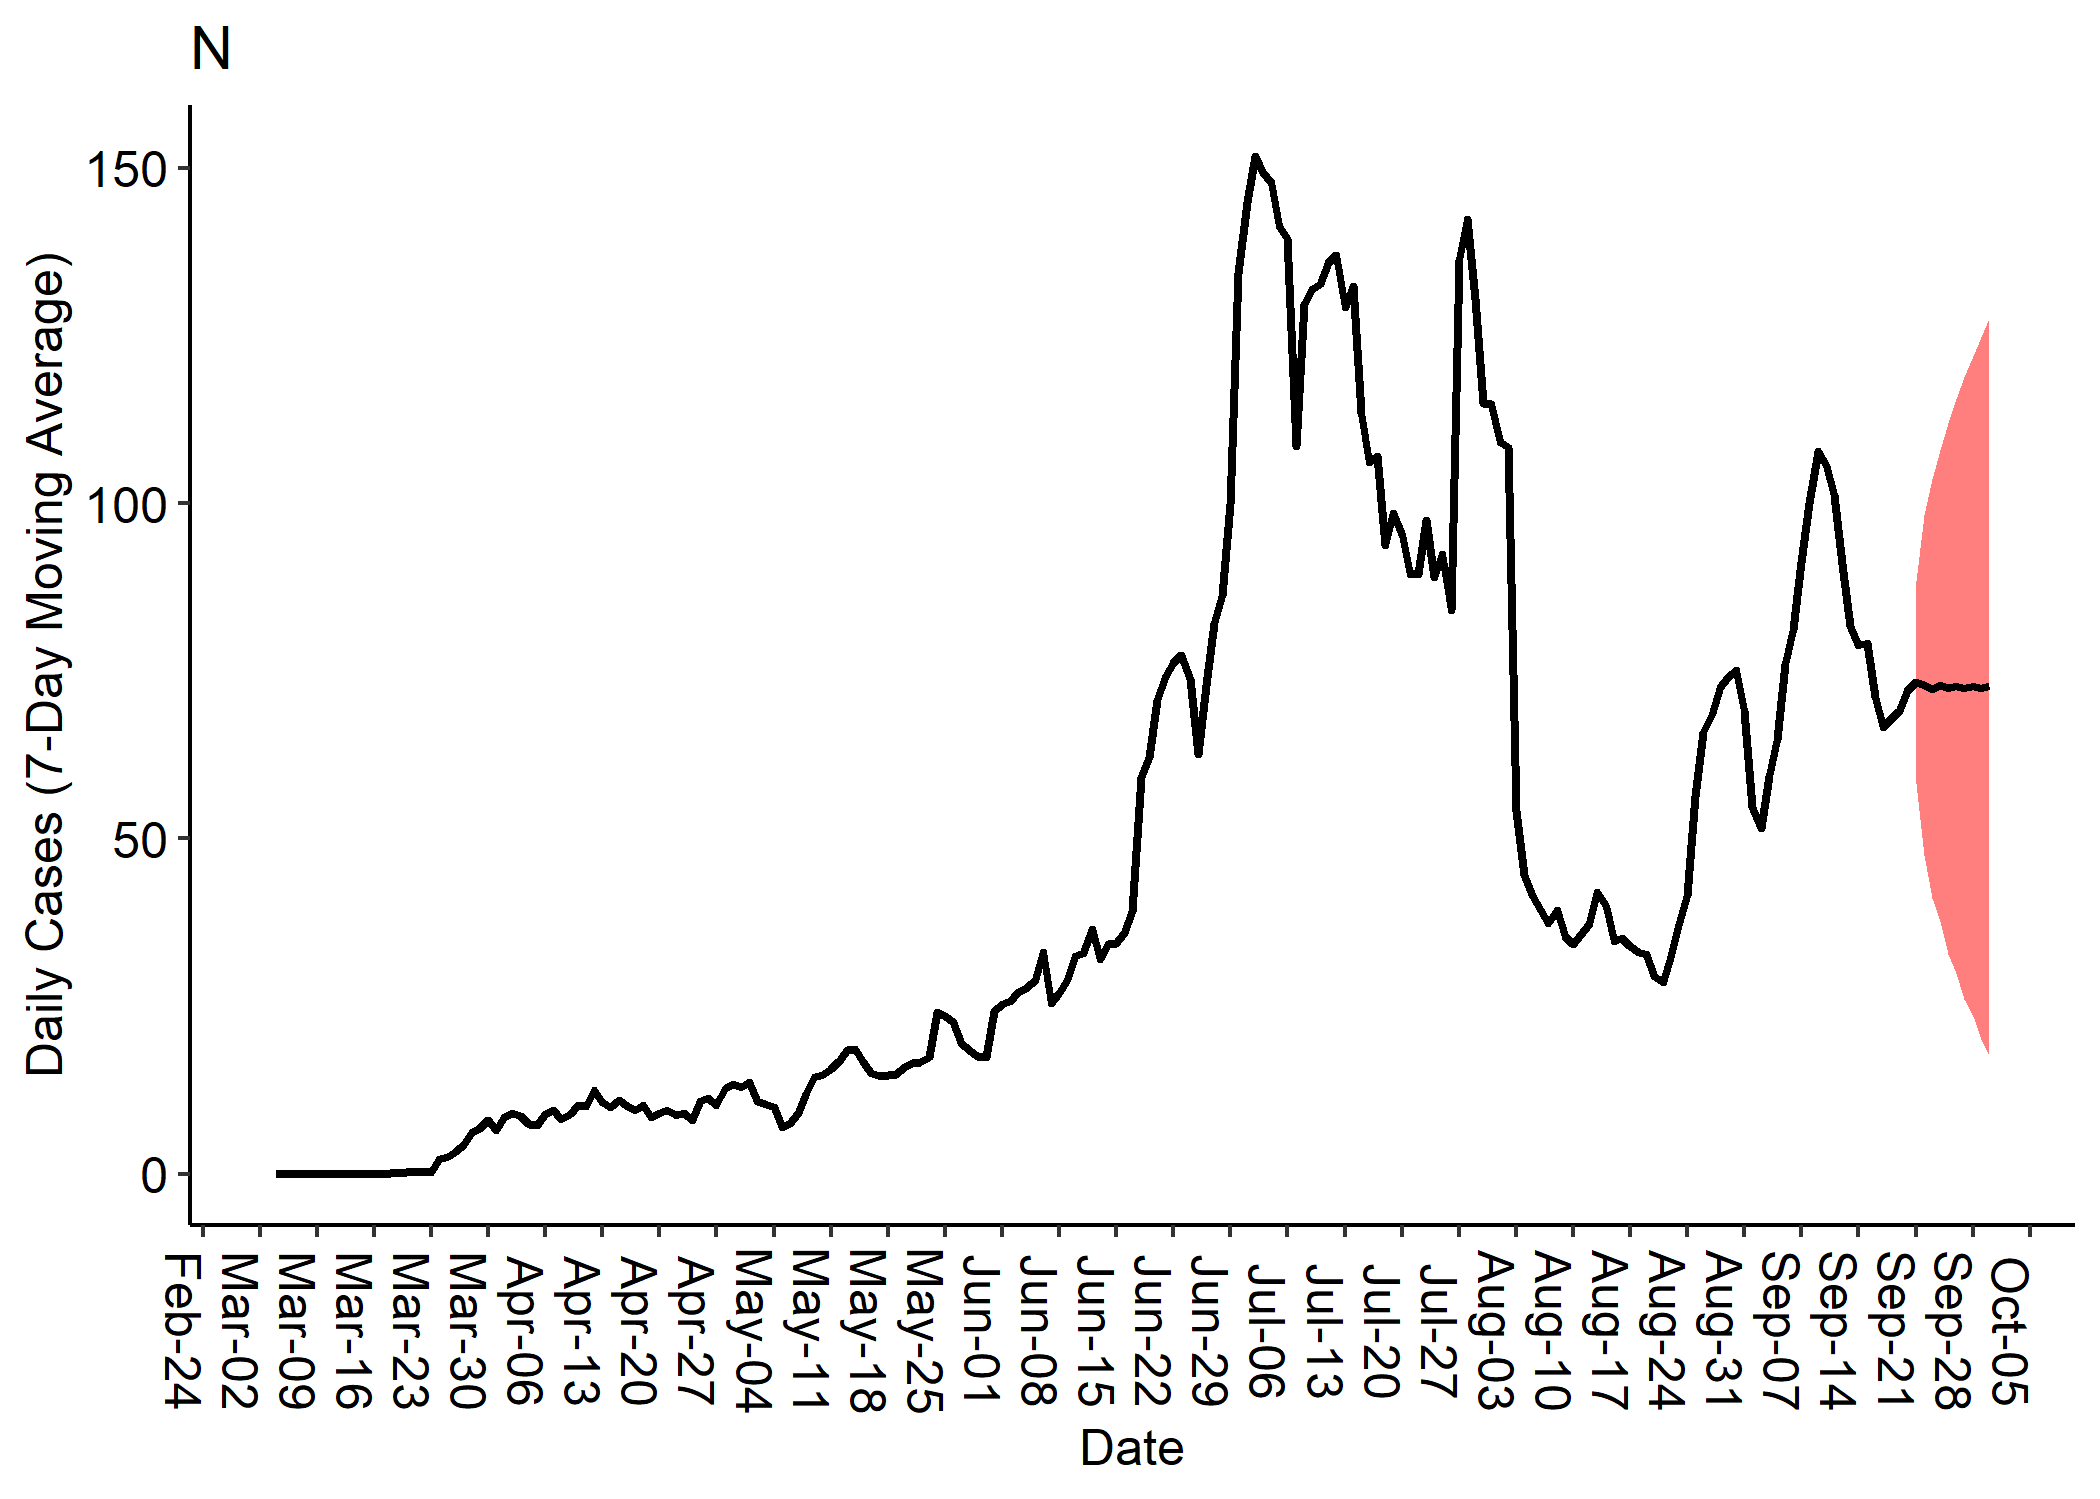 N
Daily Cases (7-Day Moving Average)
150
100
50
0
Feb-24
Mar-02
Mar-09
Mar-16
Mar-23
Mar-30
Apr-06
Apr-13
Apr-20
Apr-27
May-04
May-11
May-18
May-25
Jun-01
Jun-08
Jun-15
Jun-22
Jun-29
Jul-06
Jul-13
Jul-20
Jul-27
Aug-03
Aug-10
Aug-17
Aug-24
Aug-31
Sep-07
Sep-14
Sep-21
Sep-28
Oct-05
Date